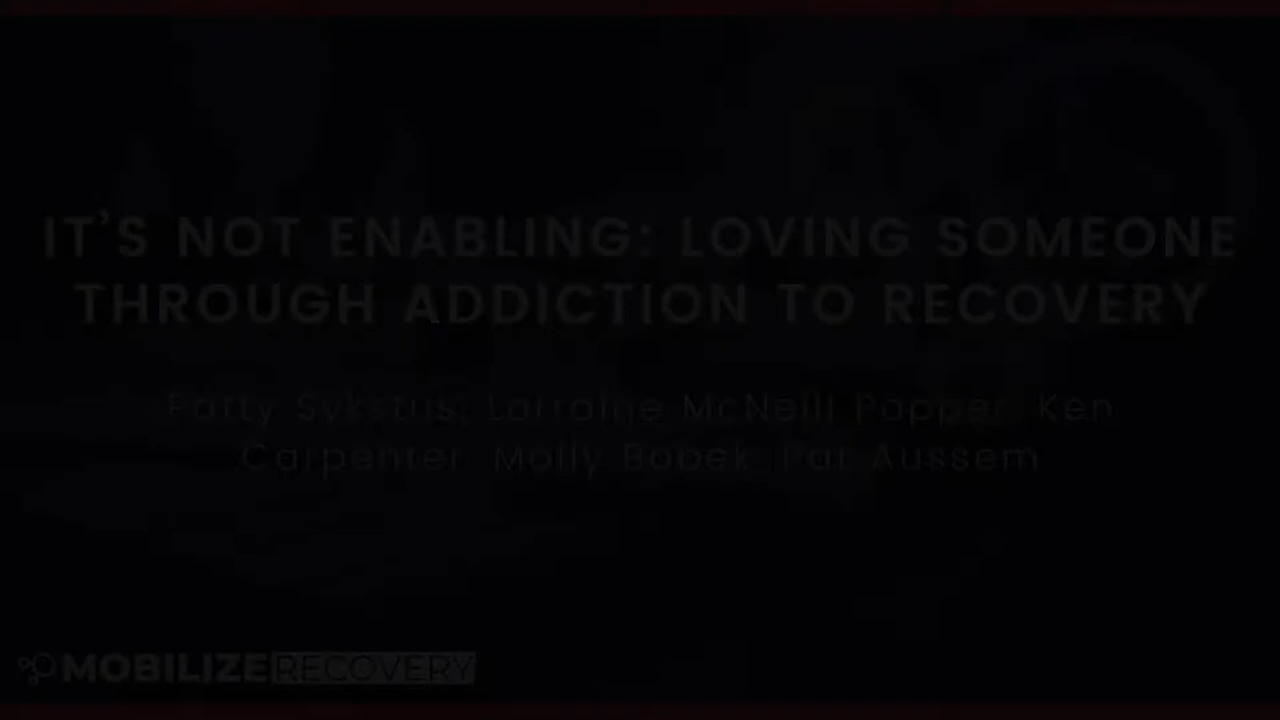 IT'S NOT ENABLING: LOVING SOMEONE
THROUGH ADDICTION TO RECOVERY
Patty Sykstus, Lorraine McNeill Popper, Ken
Carpenter, Molly Bobek, Pat Aussem
MOBILIZE RECOVERY